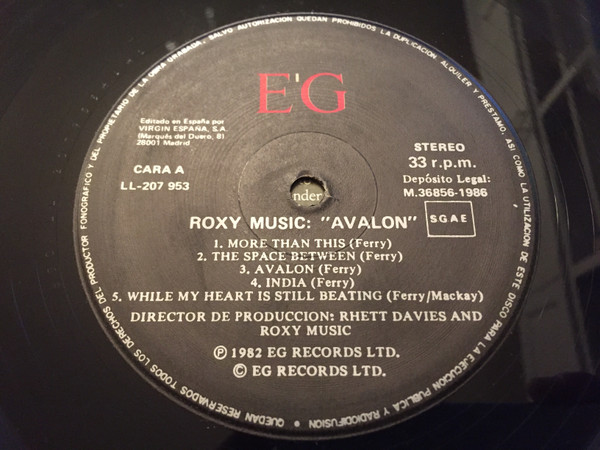 QUEDAN RESERVADOS TODOS LOS DERECHOS DEL PRODUCTOR FONOGRAFICO Y DEL PROPIETARIO DE LA OBRA GRABADA, SALVO AUTORIZACION QUEDAN PROHIBIDOS LA DUPLICACION, ALQUILER Y PRESTAMO, ASI COMO LA UTILIZACION DE ESTE DISCO PARA LA EJECUCION PUBLICA Y RADIODIFUSION •
E'G
Editado en España por
VIRGIN ESPAÑA, S.A.
(Marqués del Duero, 8)
28001 Madrid
CARA A
LL-207 953
STEREO
33 r.p.m.
Depósito Legal:
M.36856-1986
SGAE
nder
ROXY MUSIC: "AVALON"
1. MORE THAN THIS (Ferry)
2. THE SPACE BETWEEN (Ferry)
3. AVALON (Ferry)
4. INDIA (Ferry)
5. WHILE MY HEART IS STILL BEATING (Ferry/Mackay)
DIRECTOR DE PRODUCCION: RHETT DAVIES AND
ROXY MUSIC
℗ 1982 EG RECORDS LTD.
© EG RECORDS LTD.